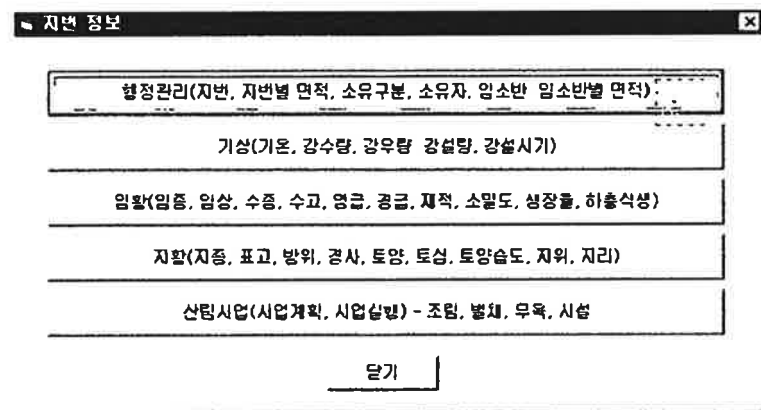 지번 정보
행정관리(지번, 지번별 면적, 소유구분, 소유자. 임소반 임소반별 면적)
기상(기온, 강수량, 강우량 강설량, 강설시기)
임황(임종, 임상, 수종, 수고, 영급, 경급, 재적, 소밀도, 생장율, 하층식생)
지황(지종, 표고, 방위, 경사, 토양, 토심, 토양습도, 지위, 지리)
산림사업(사업계획, 사업실행) - 조림, 벌채, 무육, 시설
닫기